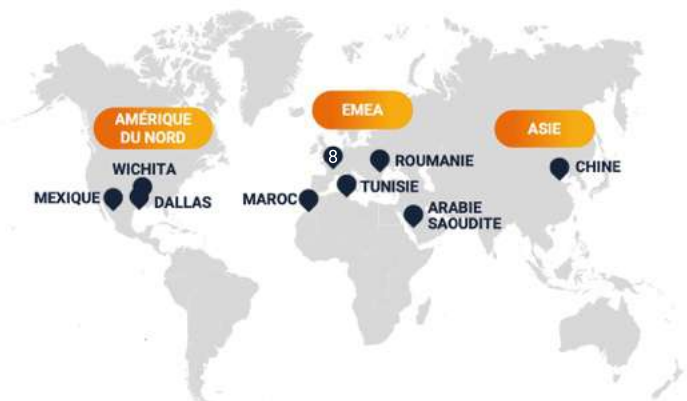 AMÉRIQUE
DU NORD
EMEA
ASIE
WICHITA
MEXIQUE
DALLAS
8
ROUMANIE
TUNISIE
MAROC
ARABIE
SAOUDITE
CHINE